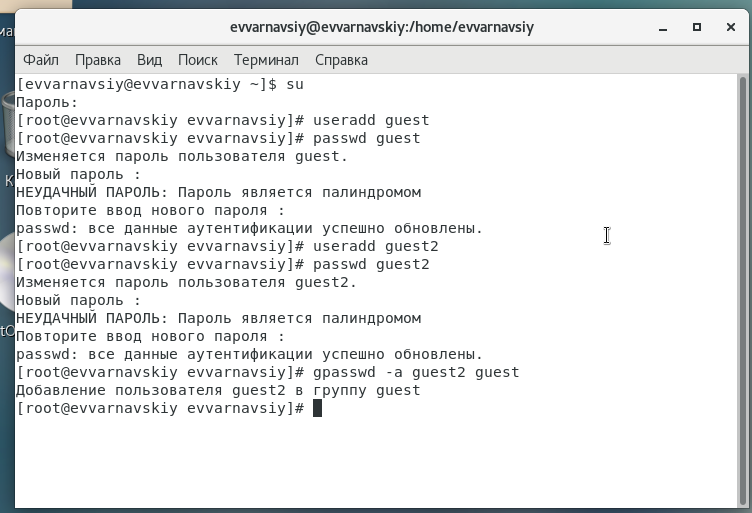 evvarnavsiy@evvarnavskiy:/home/evvarnavsiy
Файл Правка Вид Поиск Терминал Справка
[evvarnavsiy@evvarnavskiy ~]$ su
Пароль:
[root@evvarnavskiy evvarnavsiy]# useradd guest
[root@evvarnavskiy evvarnavsiy]# passwd guest
Изменяется пароль пользователя guest.
Новый пароль :
НЕУДАЧНЫЙ ПАРОЛЬ: Пароль является палиндромом
Повторите ввод нового пароля :
passwd: все данные аутентификации успешно обновлены.
[root@evvarnavskiy evvarnavsiy]# useradd guest2
[root@evvarnavskiy evvarnavsiy]# passwd guest2
Изменяется пароль пользователя guest2.
Новый пароль :
НЕУДАЧНЫЙ ПАРОЛЬ: Пароль является палиндромом
Повторите ввод нового пароля :
passwd: все данные аутентификации успешно обновлены.
[root@evvarnavskiy evvarnavsiy]# gpasswd -a guest2 guest
Добавление пользователя guest2 в группу guest
[root@evvarnavskiy evvarnavsiy]#